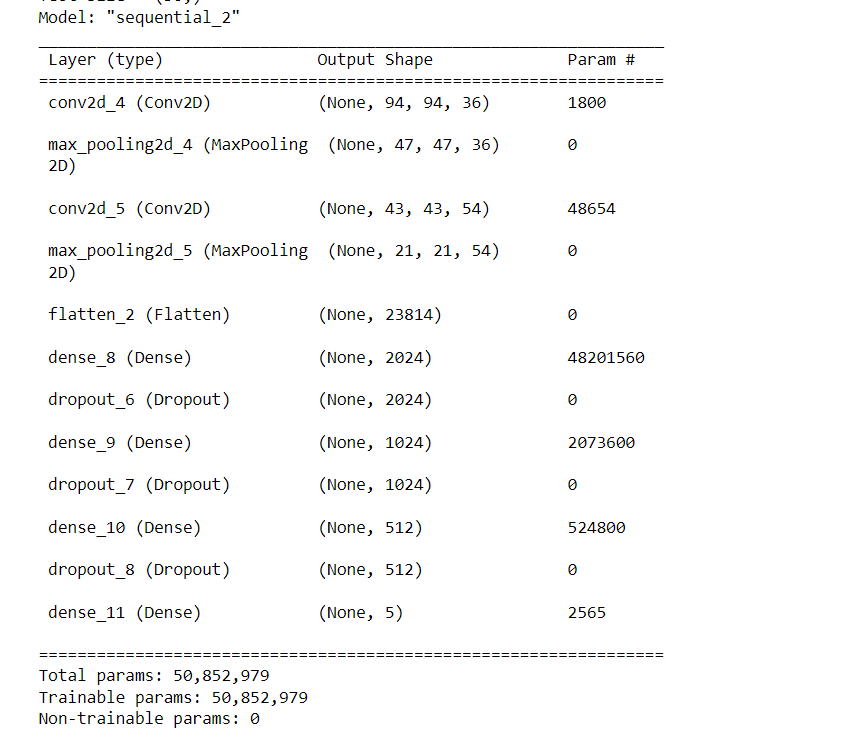 Model: "sequential_2"
Layer (type) Output Shape Param #
conv2d_4 (Conv2D) (None, 94, 94, 36) 1800
max_pooling2d_4 (MaxPooling (None, 47, 47, 36) 0
2D)
conv2d_5 (Conv2D) (None, 43, 43, 54) 48654
max_pooling2d_5 (MaxPooling (None, 21, 21, 54) 0
2D)
flatten_2 (Flatten) (None, 23814) 0
dense_8 (Dense) (None, 2024) 48201560
dropout_6 (Dropout) (None, 2024) 0
dense_9 (Dense) (None, 1024) 2073600
dropout_7 (Dropout) (None, 1024) 0
dense_10 (Dense) (None, 512) 524800
dropout_8 (Dropout) (None, 512) 0
dense_11 (Dense) (None, 5) 2565
Total params: 50,852,979
Trainable params: 50,852,979
Non-trainable params: 0